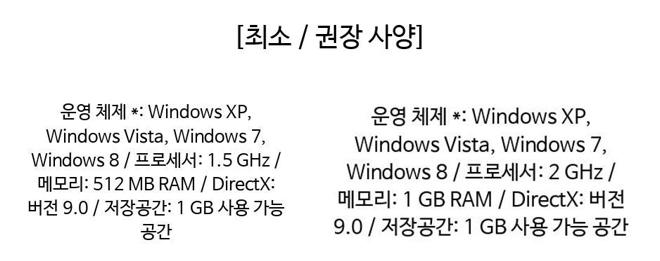 [최소 / 권장 사양]
운영 체제 *: Windows XP,
Windows Vista, Windows 7,
Windows 8 / 프로세서: 1.5 GHz /
메모리: 512 MB RAM / DirectX:
버전 9.0 / 저장공간: 1 GB 사용 가능
공간
운영 체제 *: Windows XP,
Windows Vista, Windows 7,
Windows 8 / 프로세서: 2 GHz /
메모리: 1 GB RAM / DirectX: 버전
9.0 / 저장공간: 1 GB 사용 가능 공간